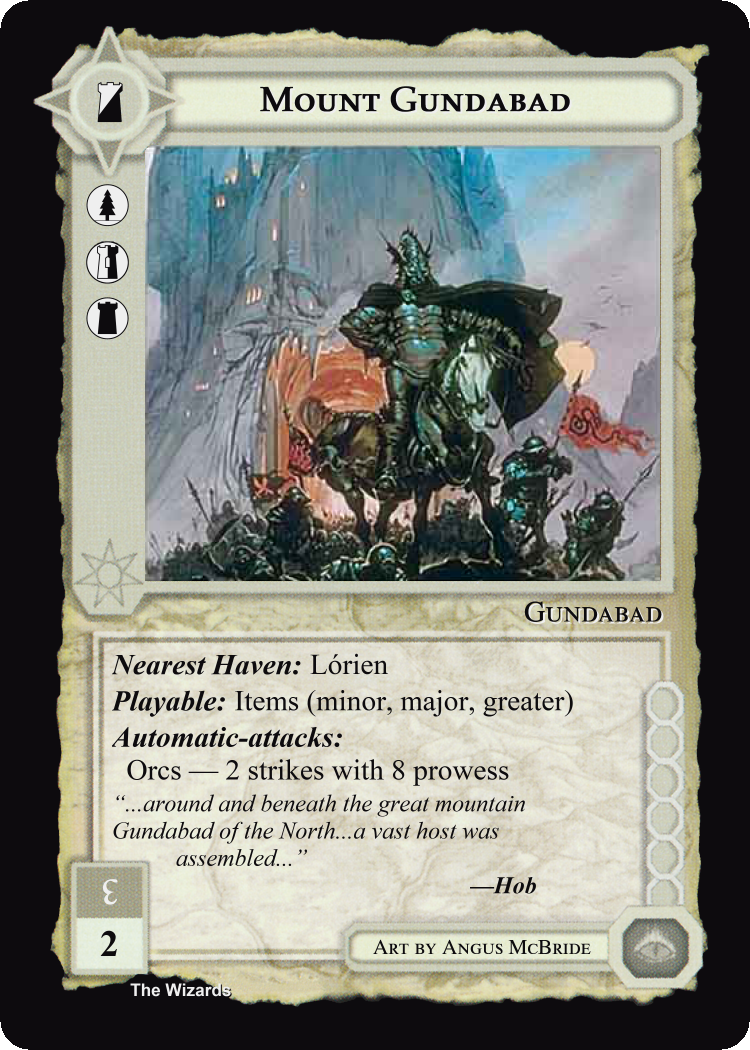 Mount Gundabad
Gundabad
Nearest Haven: Lórien
Playable: Items (minor, major, greater)
Automatic-attacks:
Orcs — 2 strikes with 8 prowess
“...around and beneath the great mountain
Gundabad of the North...a vast host was
assembled...”
—Hob
ξ
2
Art by Angus McBride
The Wizards